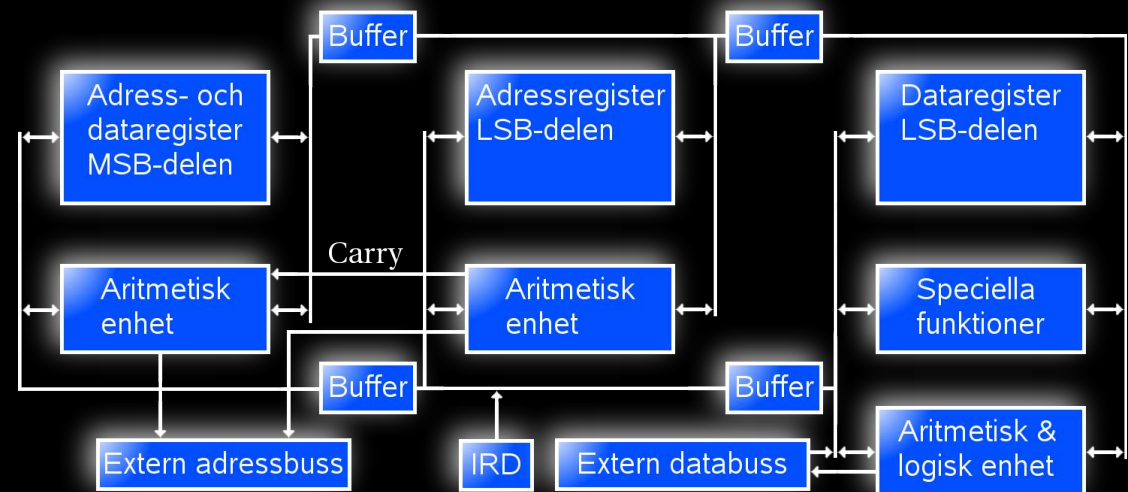 Buffer
Buffer
Adress- och
dataregister
MSB-delen
Adressregister
LSB-delen
Dataregister
LSB-delen
Carry
Aritmetisk
enhet
Aritmetisk
enhet
Speciella
funktioner
Buffer
Buffer
Extern adressbuss
IRD
Extern databuss
Aritmetisk &
logisk enhet